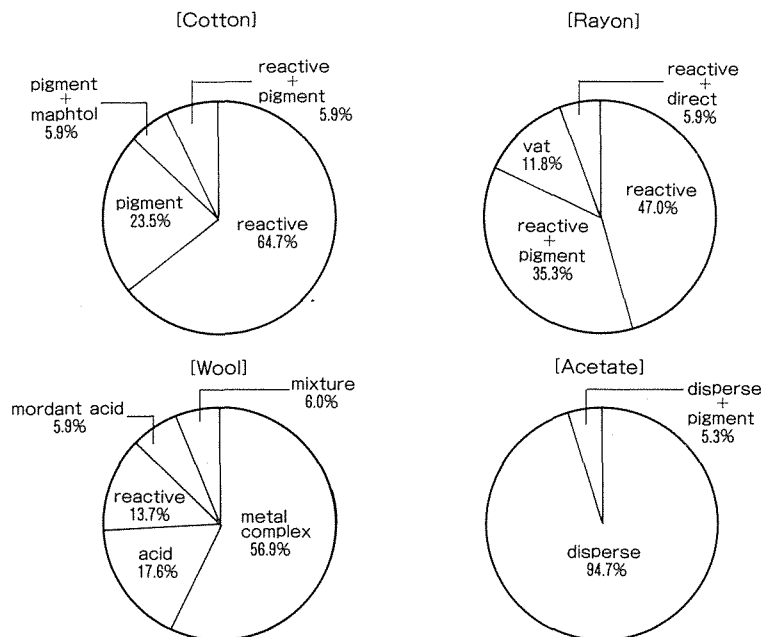 [Cotton]
reactive
+
pigment
5.9%
pigment
+
maphtol
5.9%
pigment
23.5%
reactive
64.7%
[Rayon]
reactive
+
direct
5.9%
vat
11.8%
reactive
47.0%
reactive
+
pigment
35.3%
[Wool]
mixture
6.0%
mordant acid
5.9%
reactive
13.7%
metal
complex
56.9%
acid
17.6%
[Acetate]
disperse
+
pigment
5.3%
disperse
94.7%